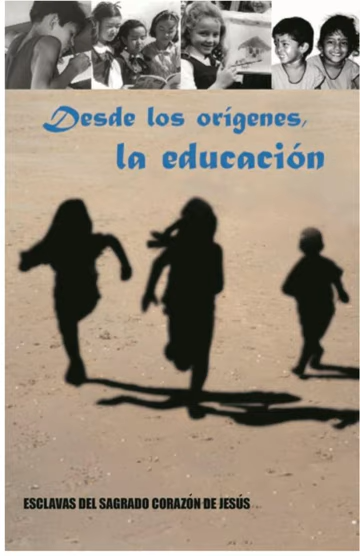 Desde los orígenes,
la educación
ESCLAVAS DEL SAGRADO CORAZÓN DE JESÚS